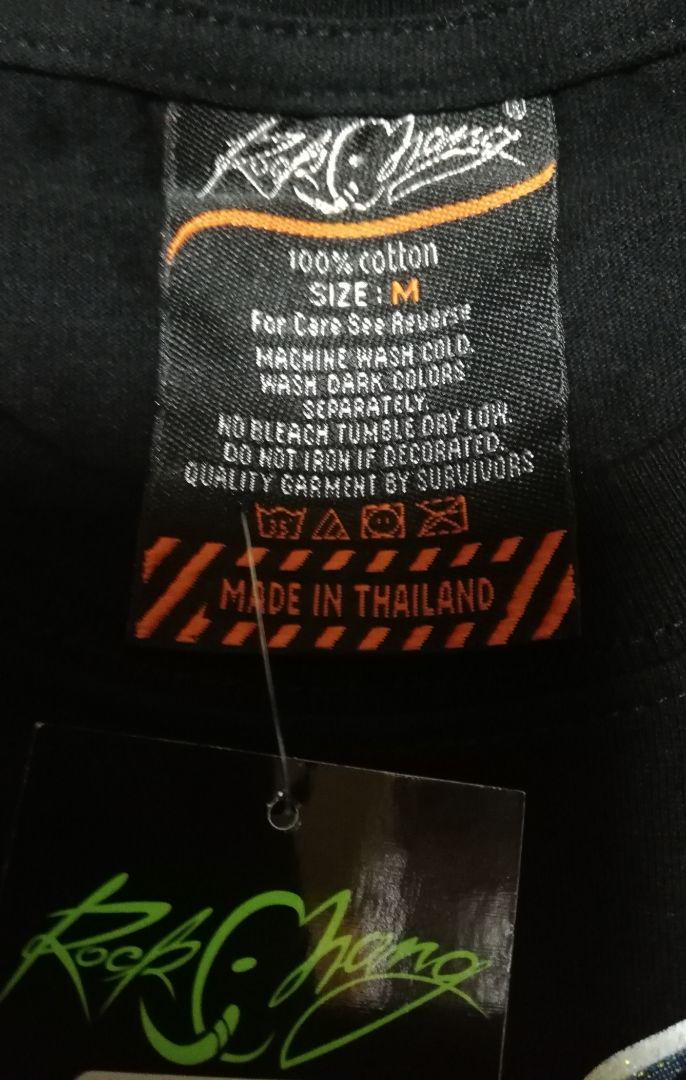 Rock Chang ®
100% cotton
SIZE : M
For Care See Reverse
MACHINE WASH COLD.
WASH DARK COLORS
SEPARATELY
NO BLEACH TUMBLE DRY LOW.
DO NOT IRON IF DECORATED.
QUALITY GARMENT BY SURVIVORS
35
MADE IN THAILAND
Rock Chang